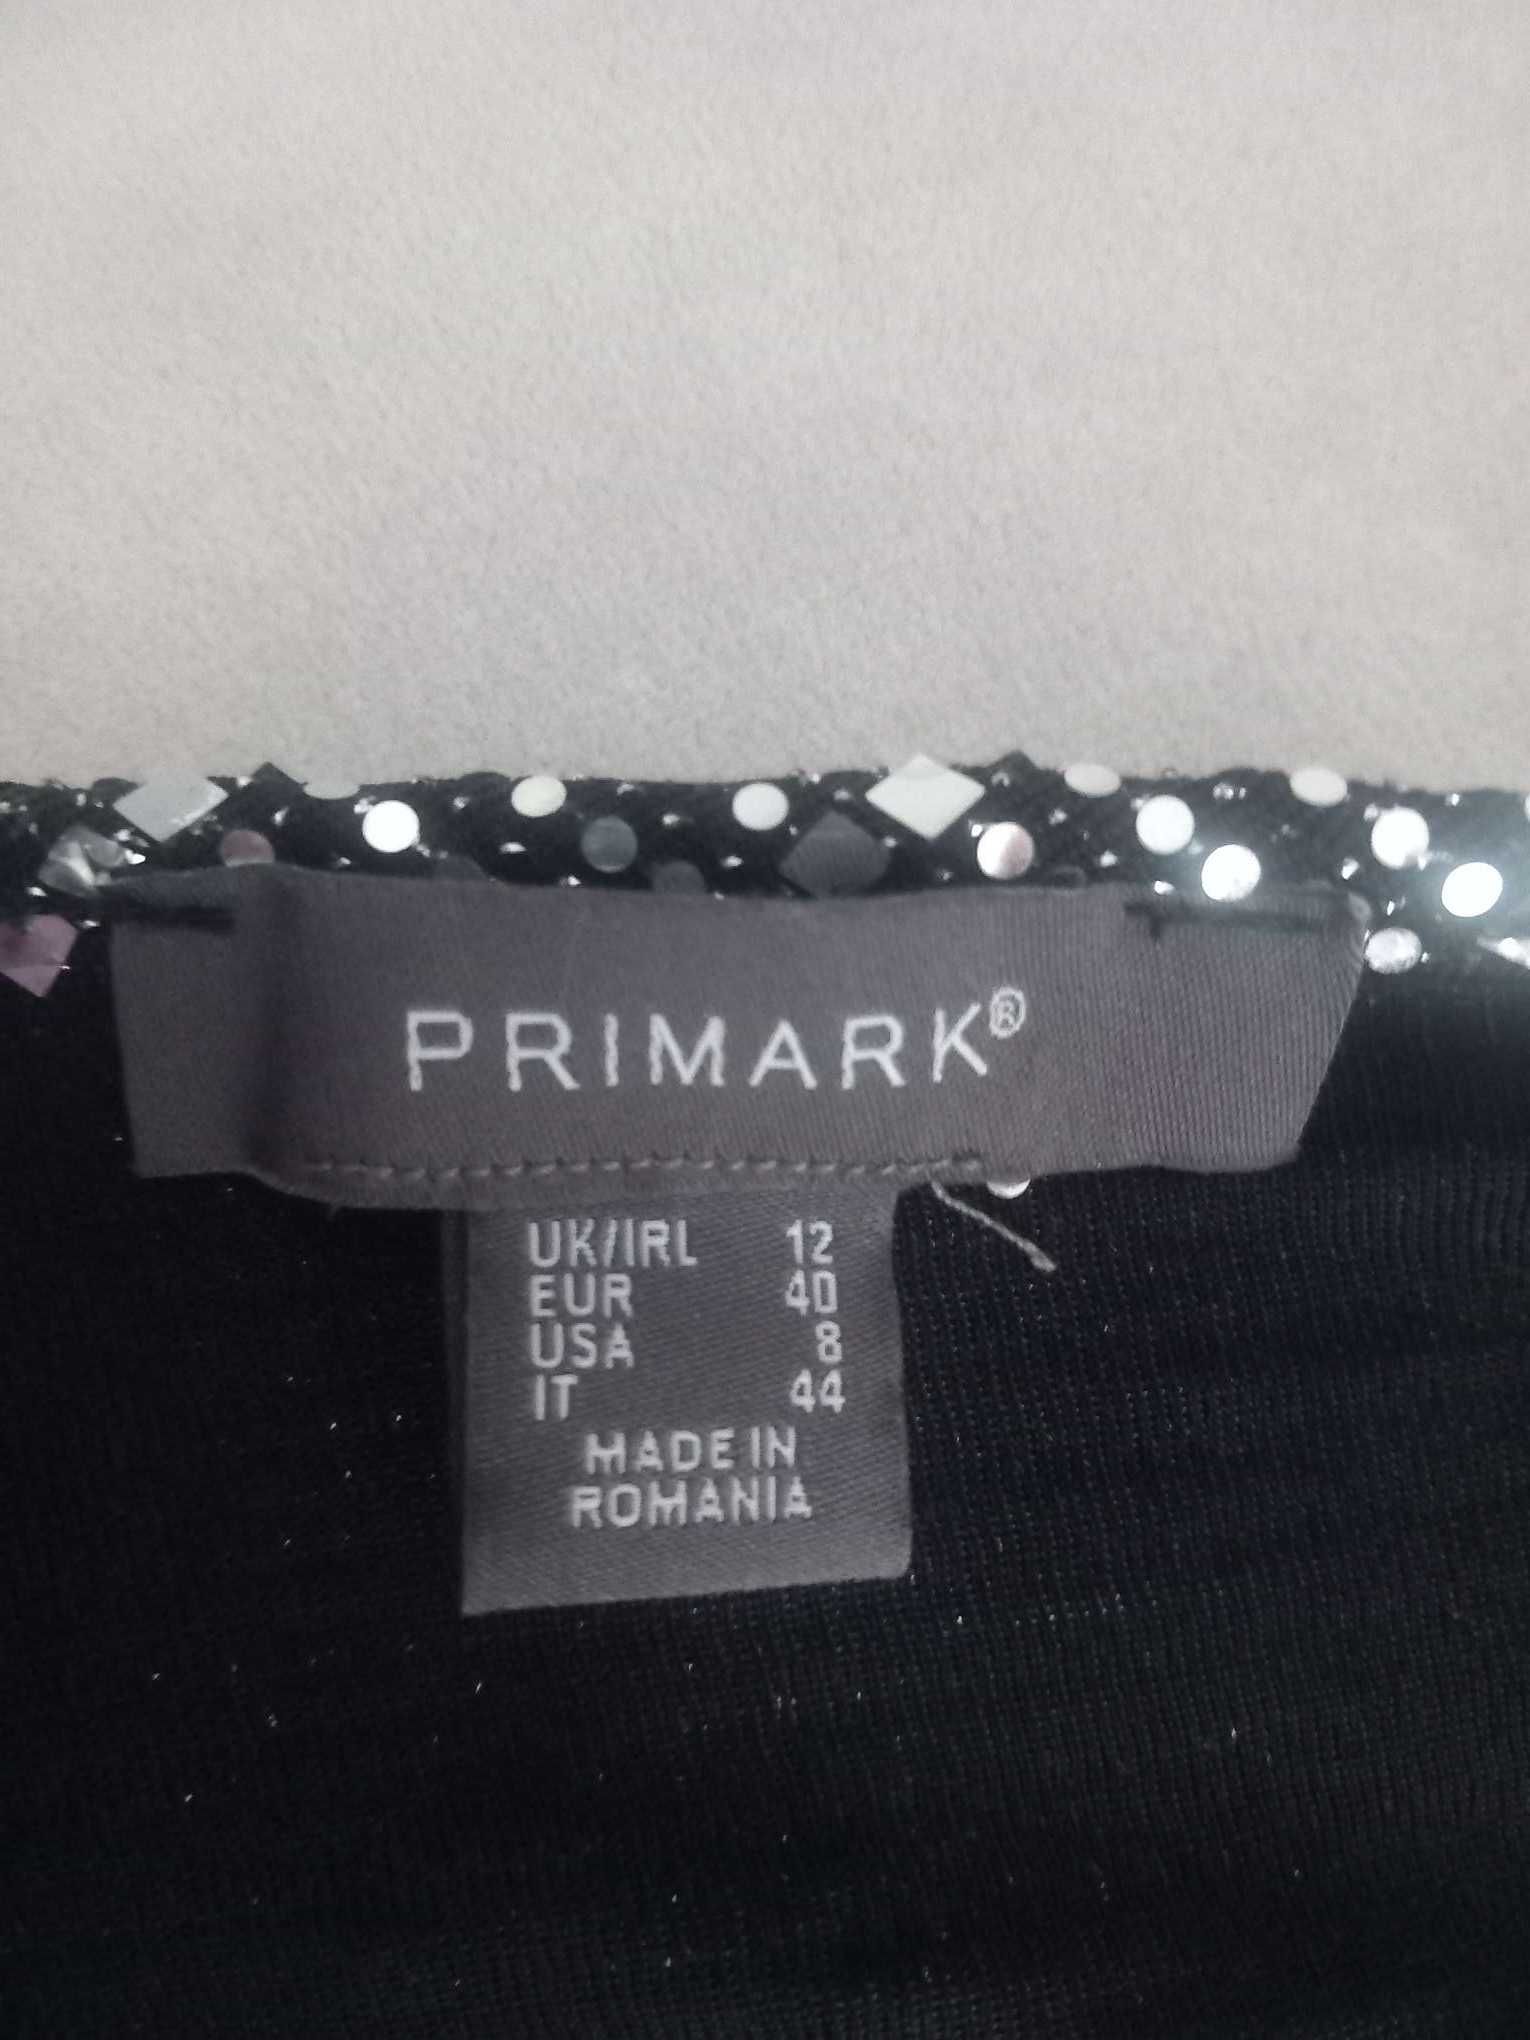 PRIMARK®
UK/IRL 12
EUR 40
USA 8
IT 44
MADE IN
ROMANIA